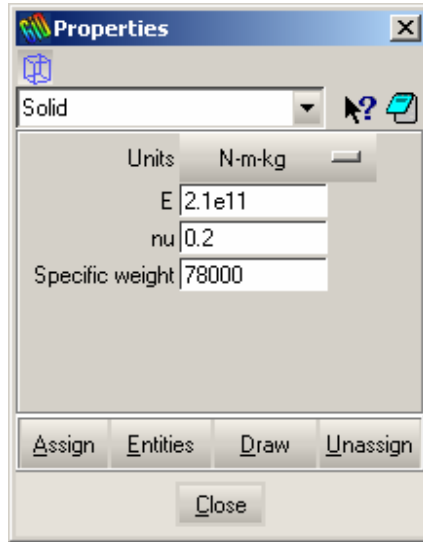 Properties
Solid
Units N-m-kg
E 2.1e11
nu 0.2
Specific weight 78000
Assign Entities Draw Unassign
Close